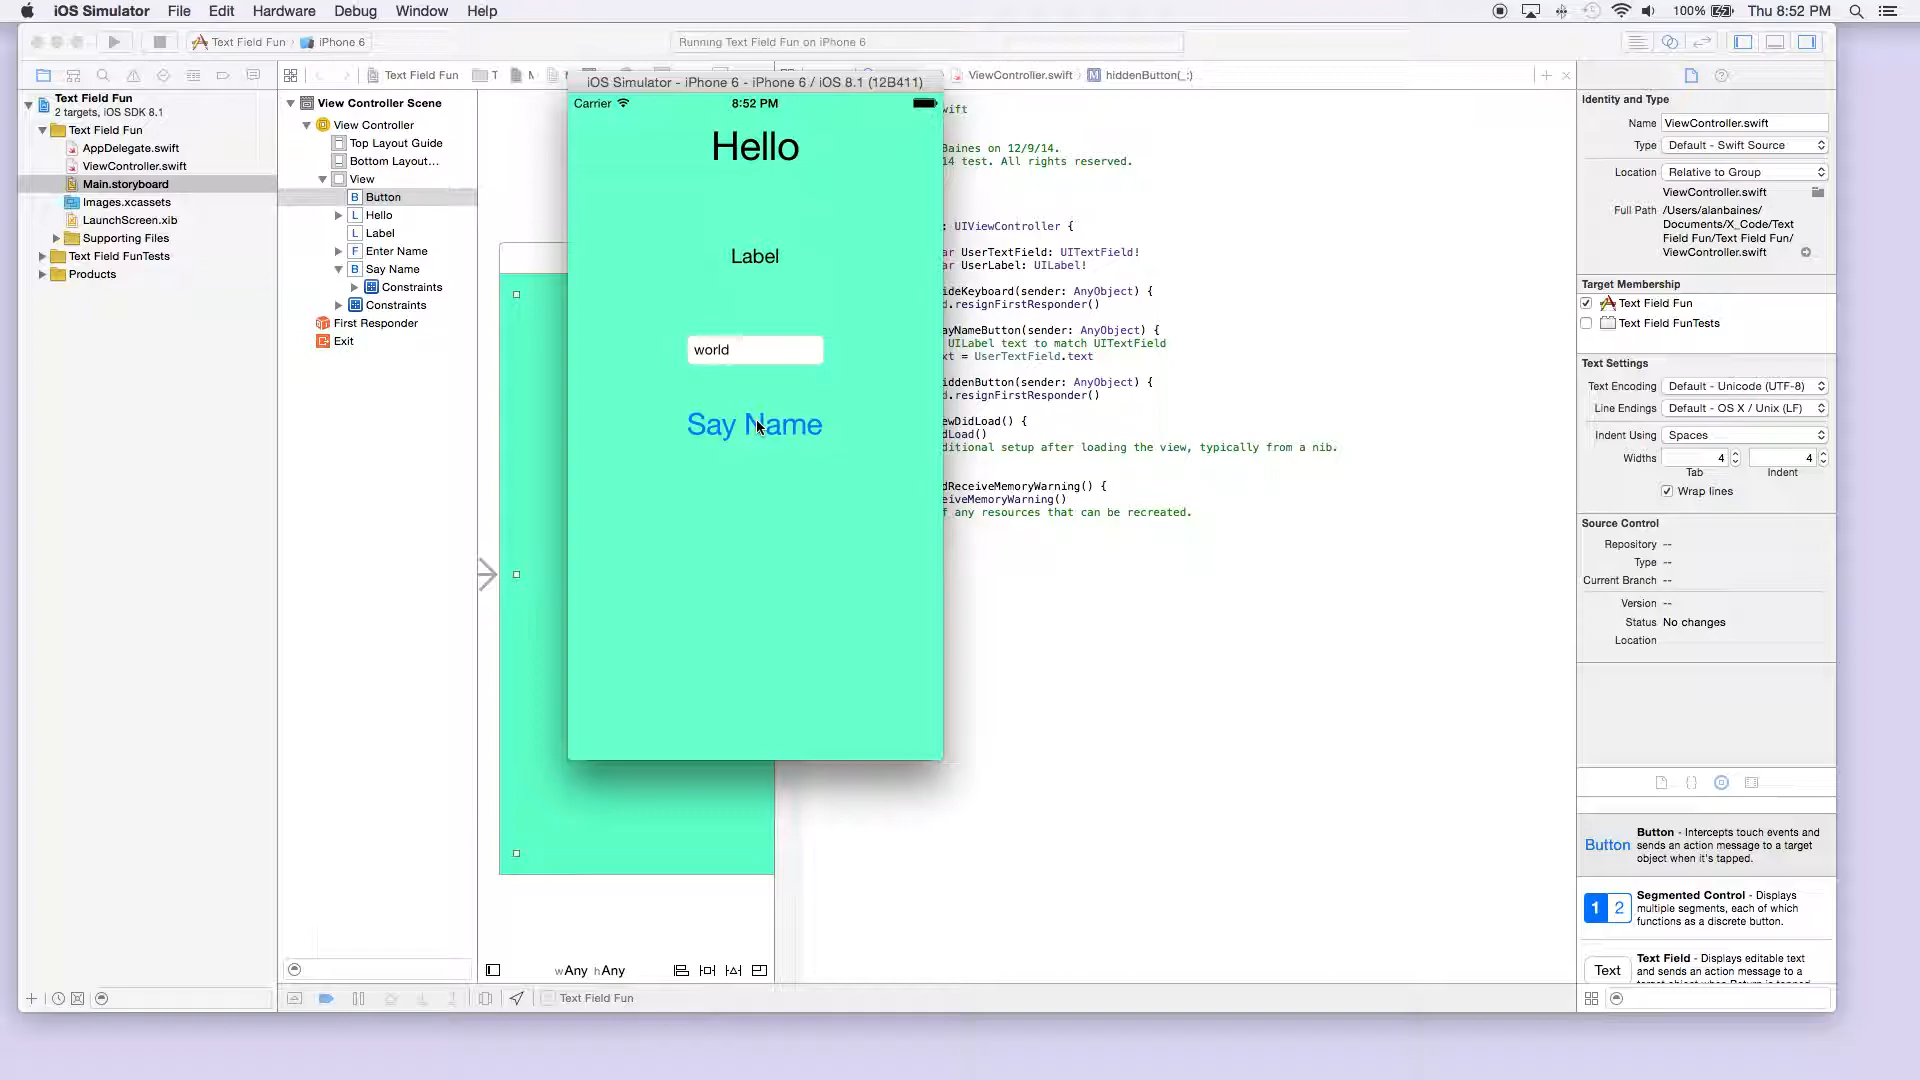 iOS Simulator File Edit Hardware Debug Window Help
100% Thu 8:52 PM
Text Field Fun iPhone 6
Running Text Field Fun on iPhone 6
Text Field Fun T M
ViewController.swift hiddenButton(_:)
Text Field Fun
2 targets, iOS SDK 8.1
Text Field Fun
AppDelegate.swift
ViewController.swift
Main.storyboard
Images.xcassets
LaunchScreen.xib
Supporting Files
Text Field FunTests
Products
View Controller Scene
View Controller
Top Layout Guide
Bottom Layout...
View
B Button
L Hello
L Label
F Enter Name
B Say Name
Constraints
Constraints
First Responder
Exit
iOS Simulator - iPhone 6 - iPhone 6 / iOS 8.1 (12B411)
Carrier 8:52 PM
Hello
Label
world
Say Name
wift
Baines on 12/9/14.
14 test. All rights reserved.
: UIViewController {
ar UserTextField: UITextField!
ar UserLabel: UILabel!
ideKeyboard(sender: AnyObject) {
d.resignFirstResponder()
ayNameButton(sender: AnyObject) {
UILabel text to match UITextField
xt = UserTextField.text
iddenButton(sender: AnyObject) {
d.resignFirstResponder()
ewDidLoad() {
dLoad()
ditional setup after loading the view, typically from a nib.
dReceiveMemoryWarning() {
eiveMemoryWarning()
f any resources that can be recreated.
wAny hAny
Text Field Fun
Identity and Type
Name ViewController.swift
Type Default - Swift Source
Location Relative to Group
ViewController.swift
Full Path /Users/alanbaines/
Documents/X_Code/Text
Field Fun/Text Field Fun/
ViewController.swift
Target Membership
Text Field Fun
Text Field FunTests
Text Settings
Text Encoding Default - Unicode (UTF-8)
Line Endings Default - OS X / Unix (LF)
Indent Using Spaces
Widths 4 4
Tab Indent
Wrap lines
Source Control
Repository --
Type --
Current Branch --
Version --
Status No changes
Location
Button
Button - Intercepts touch events and
sends an action message to a target
object when it's tapped.
1 2
Segmented Control - Displays
multiple segments, each of which
functions as a discrete button.
Text
Text Field - Displays editable text
and sends an action message to a
target object when Return is tapped